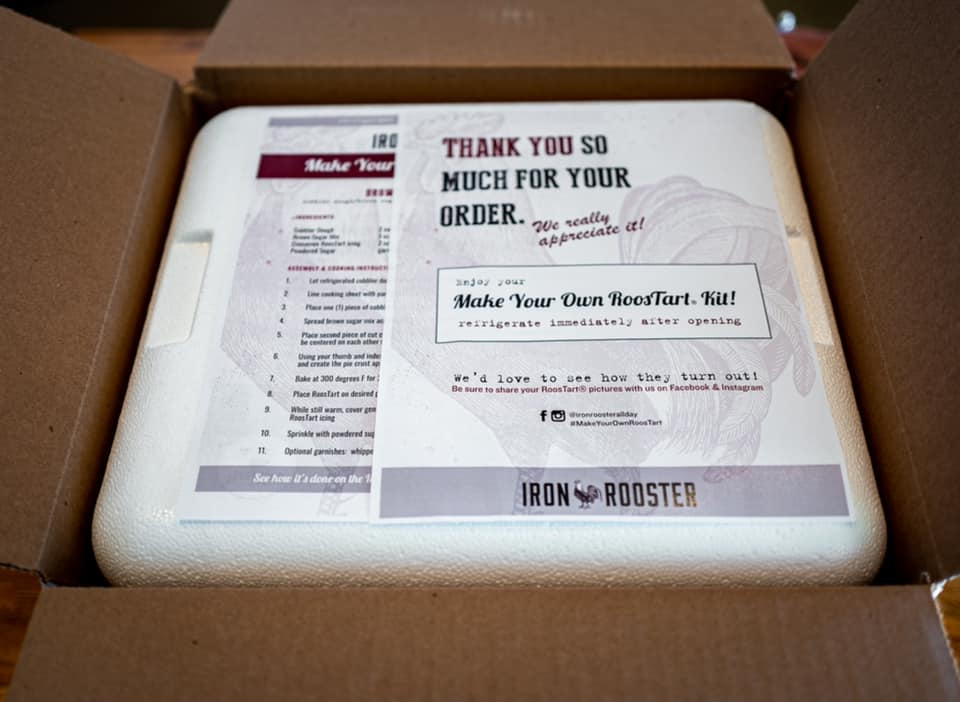 IRO
Make Your
INGREDIENTS
Cobbler Dough
Brown Sugar Mix
Cinnamon RoosTart Icing
Powdered Sugar
ASSEMBLY & COOKING INSTRUCTI
1. Let refrigerated cobbler do
2. Line cooking sheet with par
3. Place one (1) piece of cobbl
4. Spread brown sugar mix ac
5. Place second piece of cut c
be centered on each other
6. Using your thumb and index
and create the pie crust ap
7. Bake at 300 degrees F for
8. Place RoosTart on desired p
9. While still warm, cover gen
RoosTart icing
10. Sprinkle with powdered sug
11. Optional garnishes: whippe
See how it's done on the
THANK YOU SO
MUCH FOR YOUR
ORDER.
We really
appreciate it!
Enjoy your
Make Your Own RoosTart® Kit!
refrigerate immediately after opening
We'd love to see how they turn out!
Be sure to share your RoosTart® pictures with us on Facebook & Instagram
@ironroosterallday
#MakeYourOwnRoosTart
IRON ROOSTER